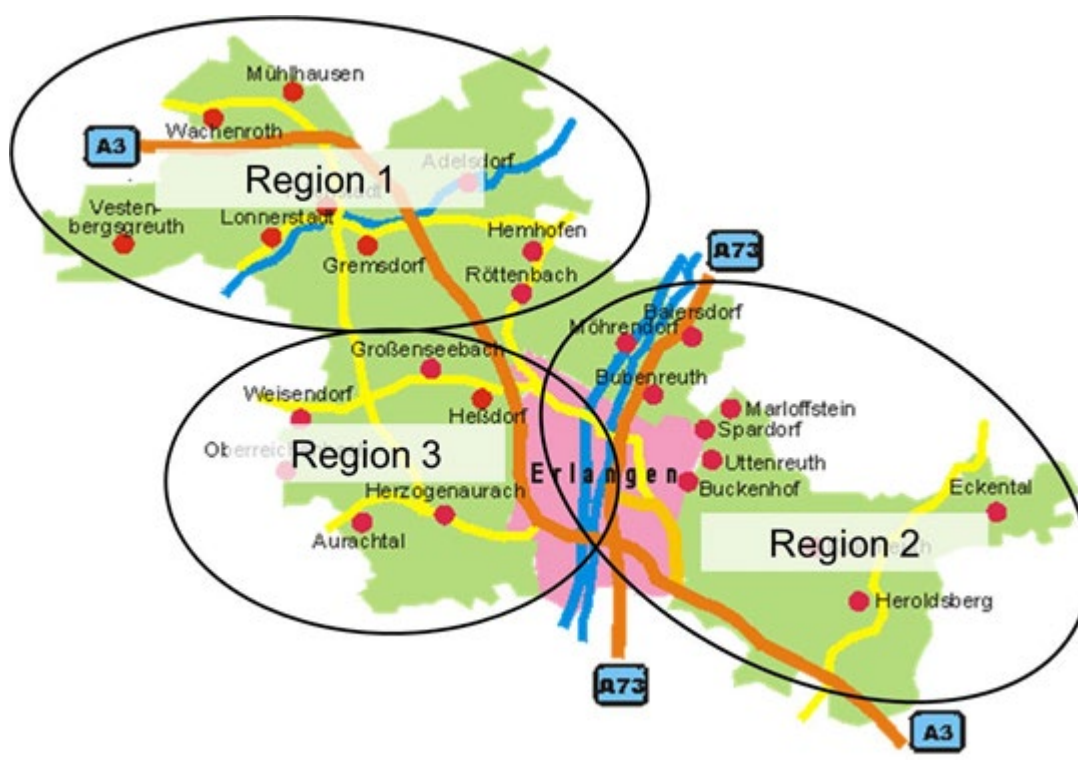 Mühlhausen
Wachenroth
A3
Adelsdorf
Region 1
Vesten-
bergsgreuth
Lonnerstadt
Gremsdorf
Hemhofen
Röttenbach
A73
Baiersdorf
Möhrendorf
Großenseebach
Bubenreuth
Weisendorf
Heßdorf
Marloffstein
Spardorf
Region 3
Erlangen
Uttenreuth
Buckenhof
Herzogenaurach
Eckental
Aurachtal
Region 2
Heroldsberg
A73
A3